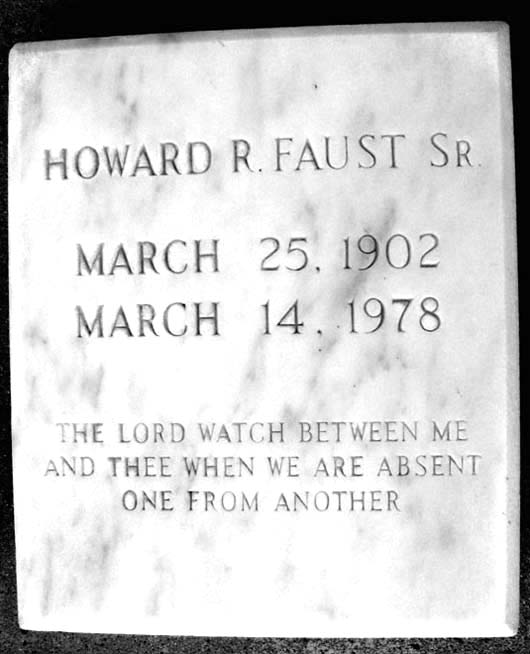 HOWARD R. FAUST SR.
MARCH 25, 1902
MARCH 14, 1978
THE LORD WATCH BETWEEN ME
AND THEE WHEN WE ARE ABSENT
ONE FROM ANOTHER